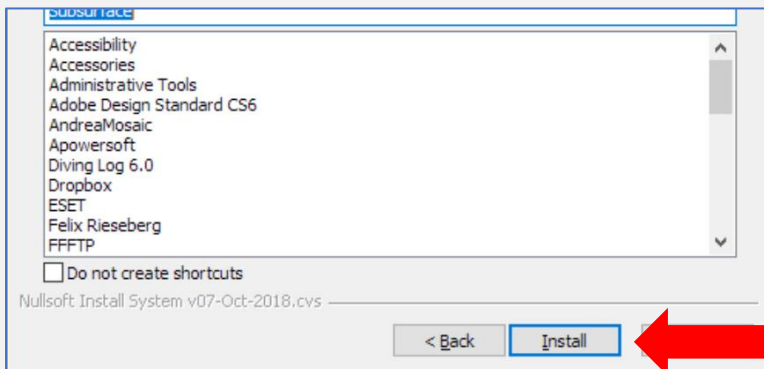 Subsurface
Accessibility
Accessories
Administrative Tools
Adobe Design Standard CS6
AndreaMosaic
Apowersoft
Diving Log 6.0
Dropbox
ESET
Felix Rieseberg
FFFTP
Do not create shortcuts
Nullsoft Install System v07-Oct-2018.cvs
< Back Install